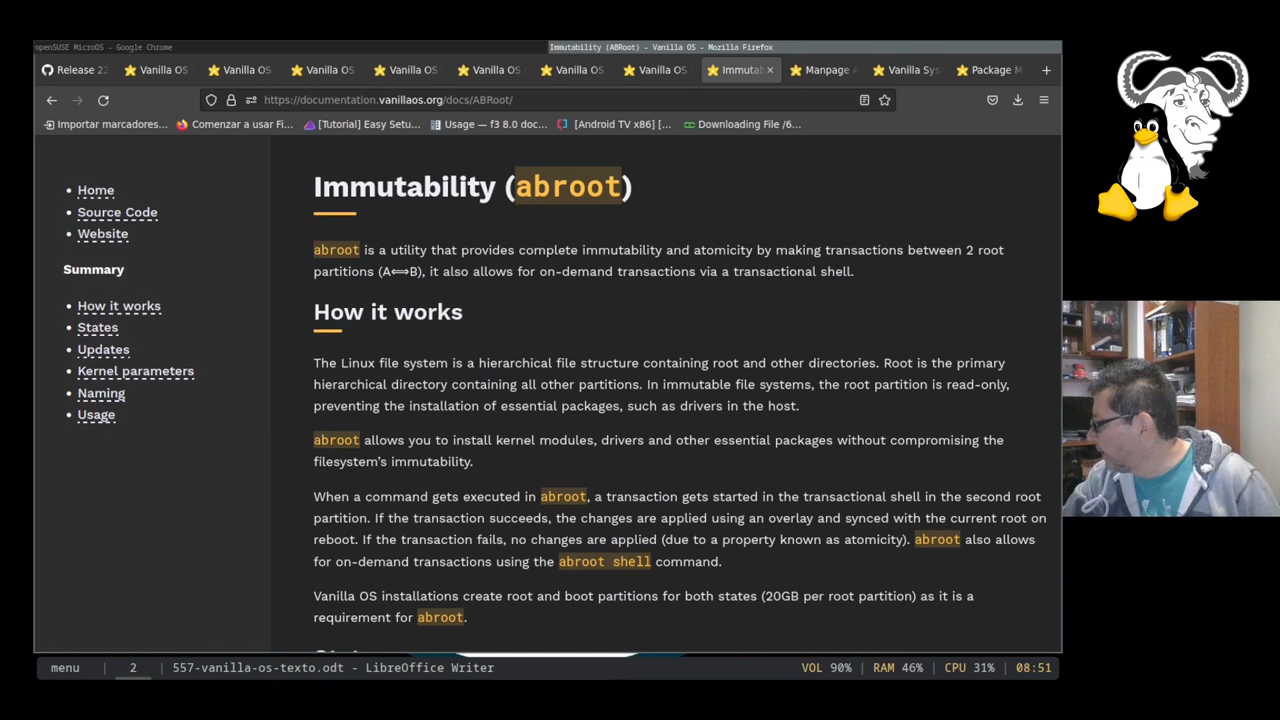 openSUSE MicroOS - Google Chrome
Immutability (ABRoot) - Vanilla OS - Mozilla Firefox
Release 22
Vanilla OS
Vanilla OS
Vanilla OS
Vanilla OS
Vanilla OS
Vanilla OS
Vanilla OS
Immutab
Manpage A
Vanilla Sys
Package M
https://documentation.vanillaos.org/docs/ABRoot/
Importar marcadores...
Comenzar a usar Fi...
[Tutorial] Easy Setu...
Usage — f3 8.0 doc...
[Android TV x86] [...
Downloading File /6...
Home
Source Code
Website
Summary
How it works
States
Updates
Kernel parameters
Naming
Usage
Immutability (abroot)
abroot is a utility that provides complete immutability and atomicity by making transactions between 2 root
partitions (A⟺B), it also allows for on-demand transactions via a transactional shell.
How it works
The Linux file system is a hierarchical file structure containing root and other directories. Root is the primary
hierarchical directory containing all other partitions. In immutable file systems, the root partition is read-only,
preventing the installation of essential packages, such as drivers in the host.
abroot allows you to install kernel modules, drivers and other essential packages without compromising the
filesystem's immutability.
When a command gets executed in abroot, a transaction gets started in the transactional shell in the second root
partition. If the transaction succeeds, the changes are applied using an overlay and synced with the current root on
reboot. If the transaction fails, no changes are applied (due to a property known as atomicity). abroot also allows
for on-demand transactions using the abroot shell command.
Vanilla OS installations create root and boot partitions for both states (20GB per root partition) as it is a
requirement for abroot.
menu | 2 | 557-vanilla-os-texto.odt - LibreOffice Writer
VOL 90% | RAM 46% | CPU 31% | 08:51